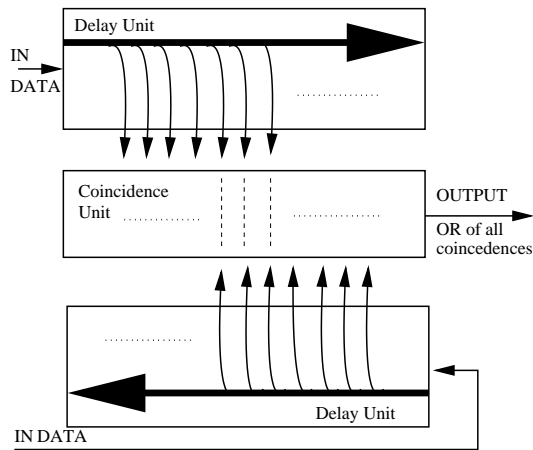 Delay Unit
IN
DATA
Coincidence
Unit
OUTPUT
OR of all
coincedences
Delay Unit
IN DATA